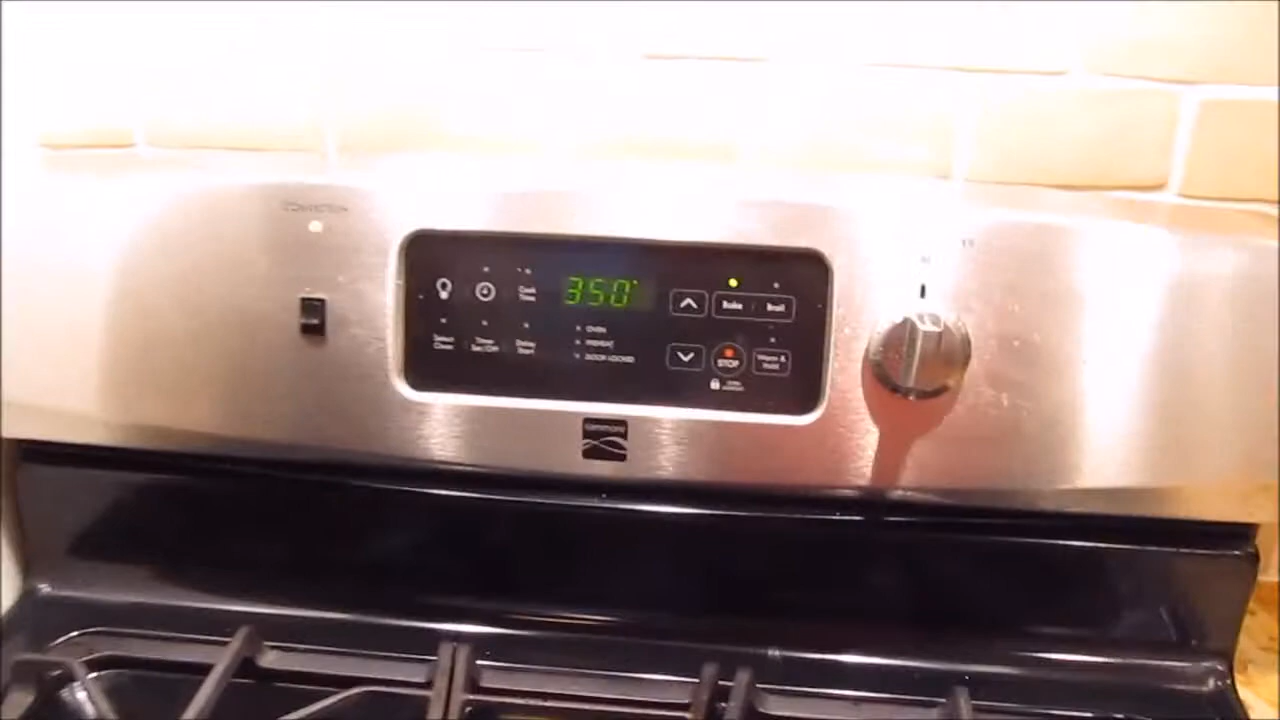 350°
Cook
Time
Bake
Broil
Select
Clean
Timer
Set/Off
Delay
Start
OVEN
PREHEAT
DOOR LOCKED
STOP
Warm &
Hold
Kenmore